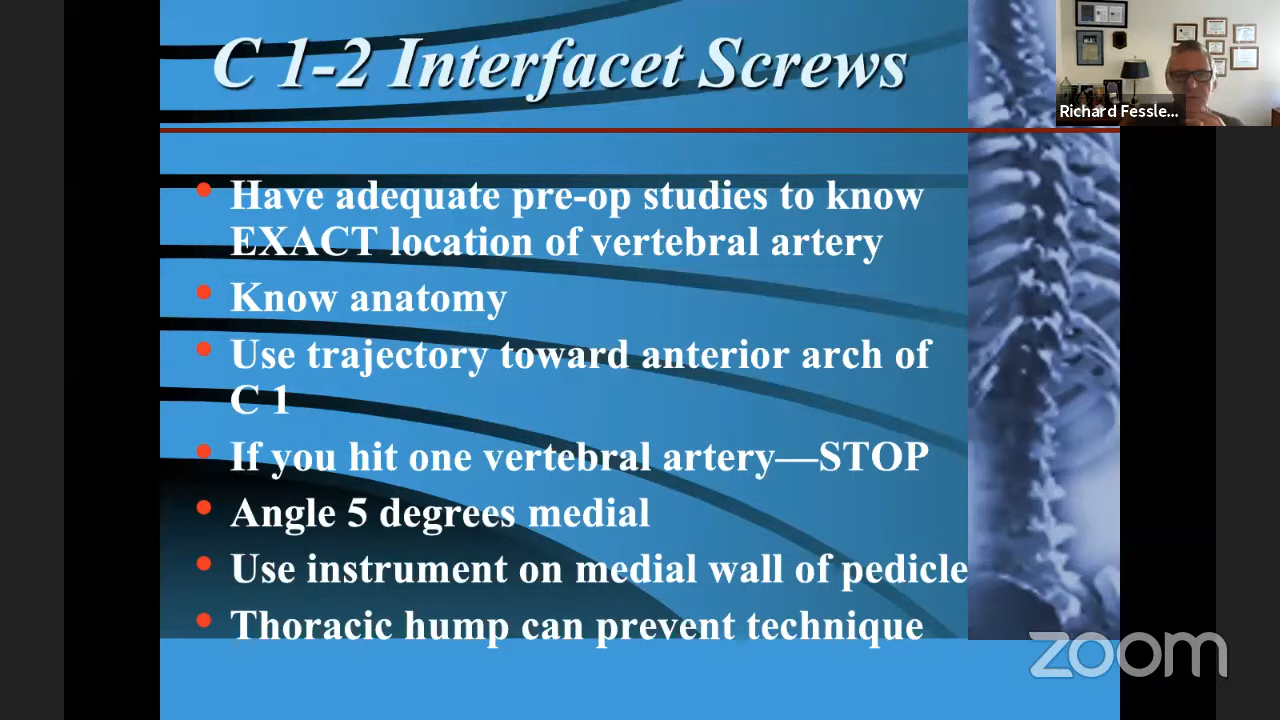 C 1-2 Interfacet Screws
Richard Fessle...
• Have adequate pre-op studies to know
EXACT location of vertebral artery
• Know anatomy
• Use trajectory toward anterior arch of
C 1
• If you hit one vertebral artery—STOP
• Angle 5 degrees medial
• Use instrument on medial wall of pedicle
• Thoracic hump can prevent technique
zoom